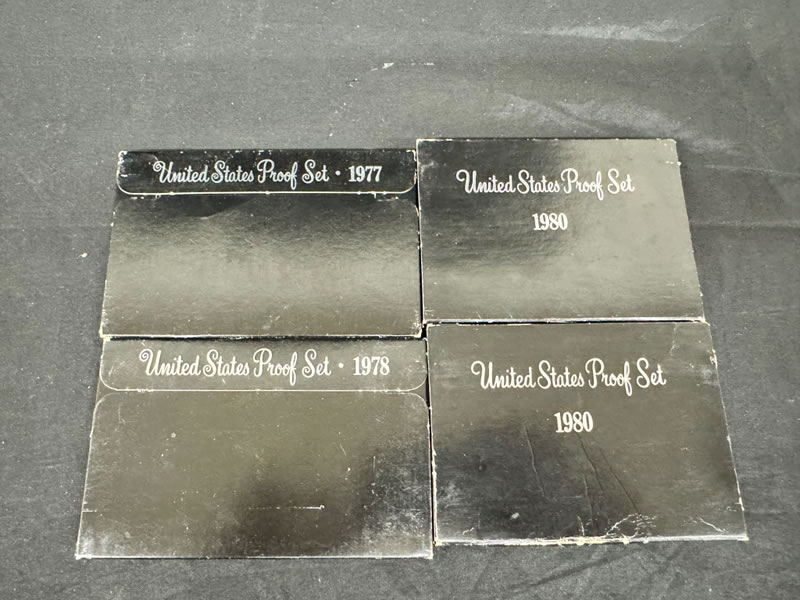 United States Proof Set • 1977
United States Proof Set
1980
United States Proof Set • 1978
United States Proof Set
1980